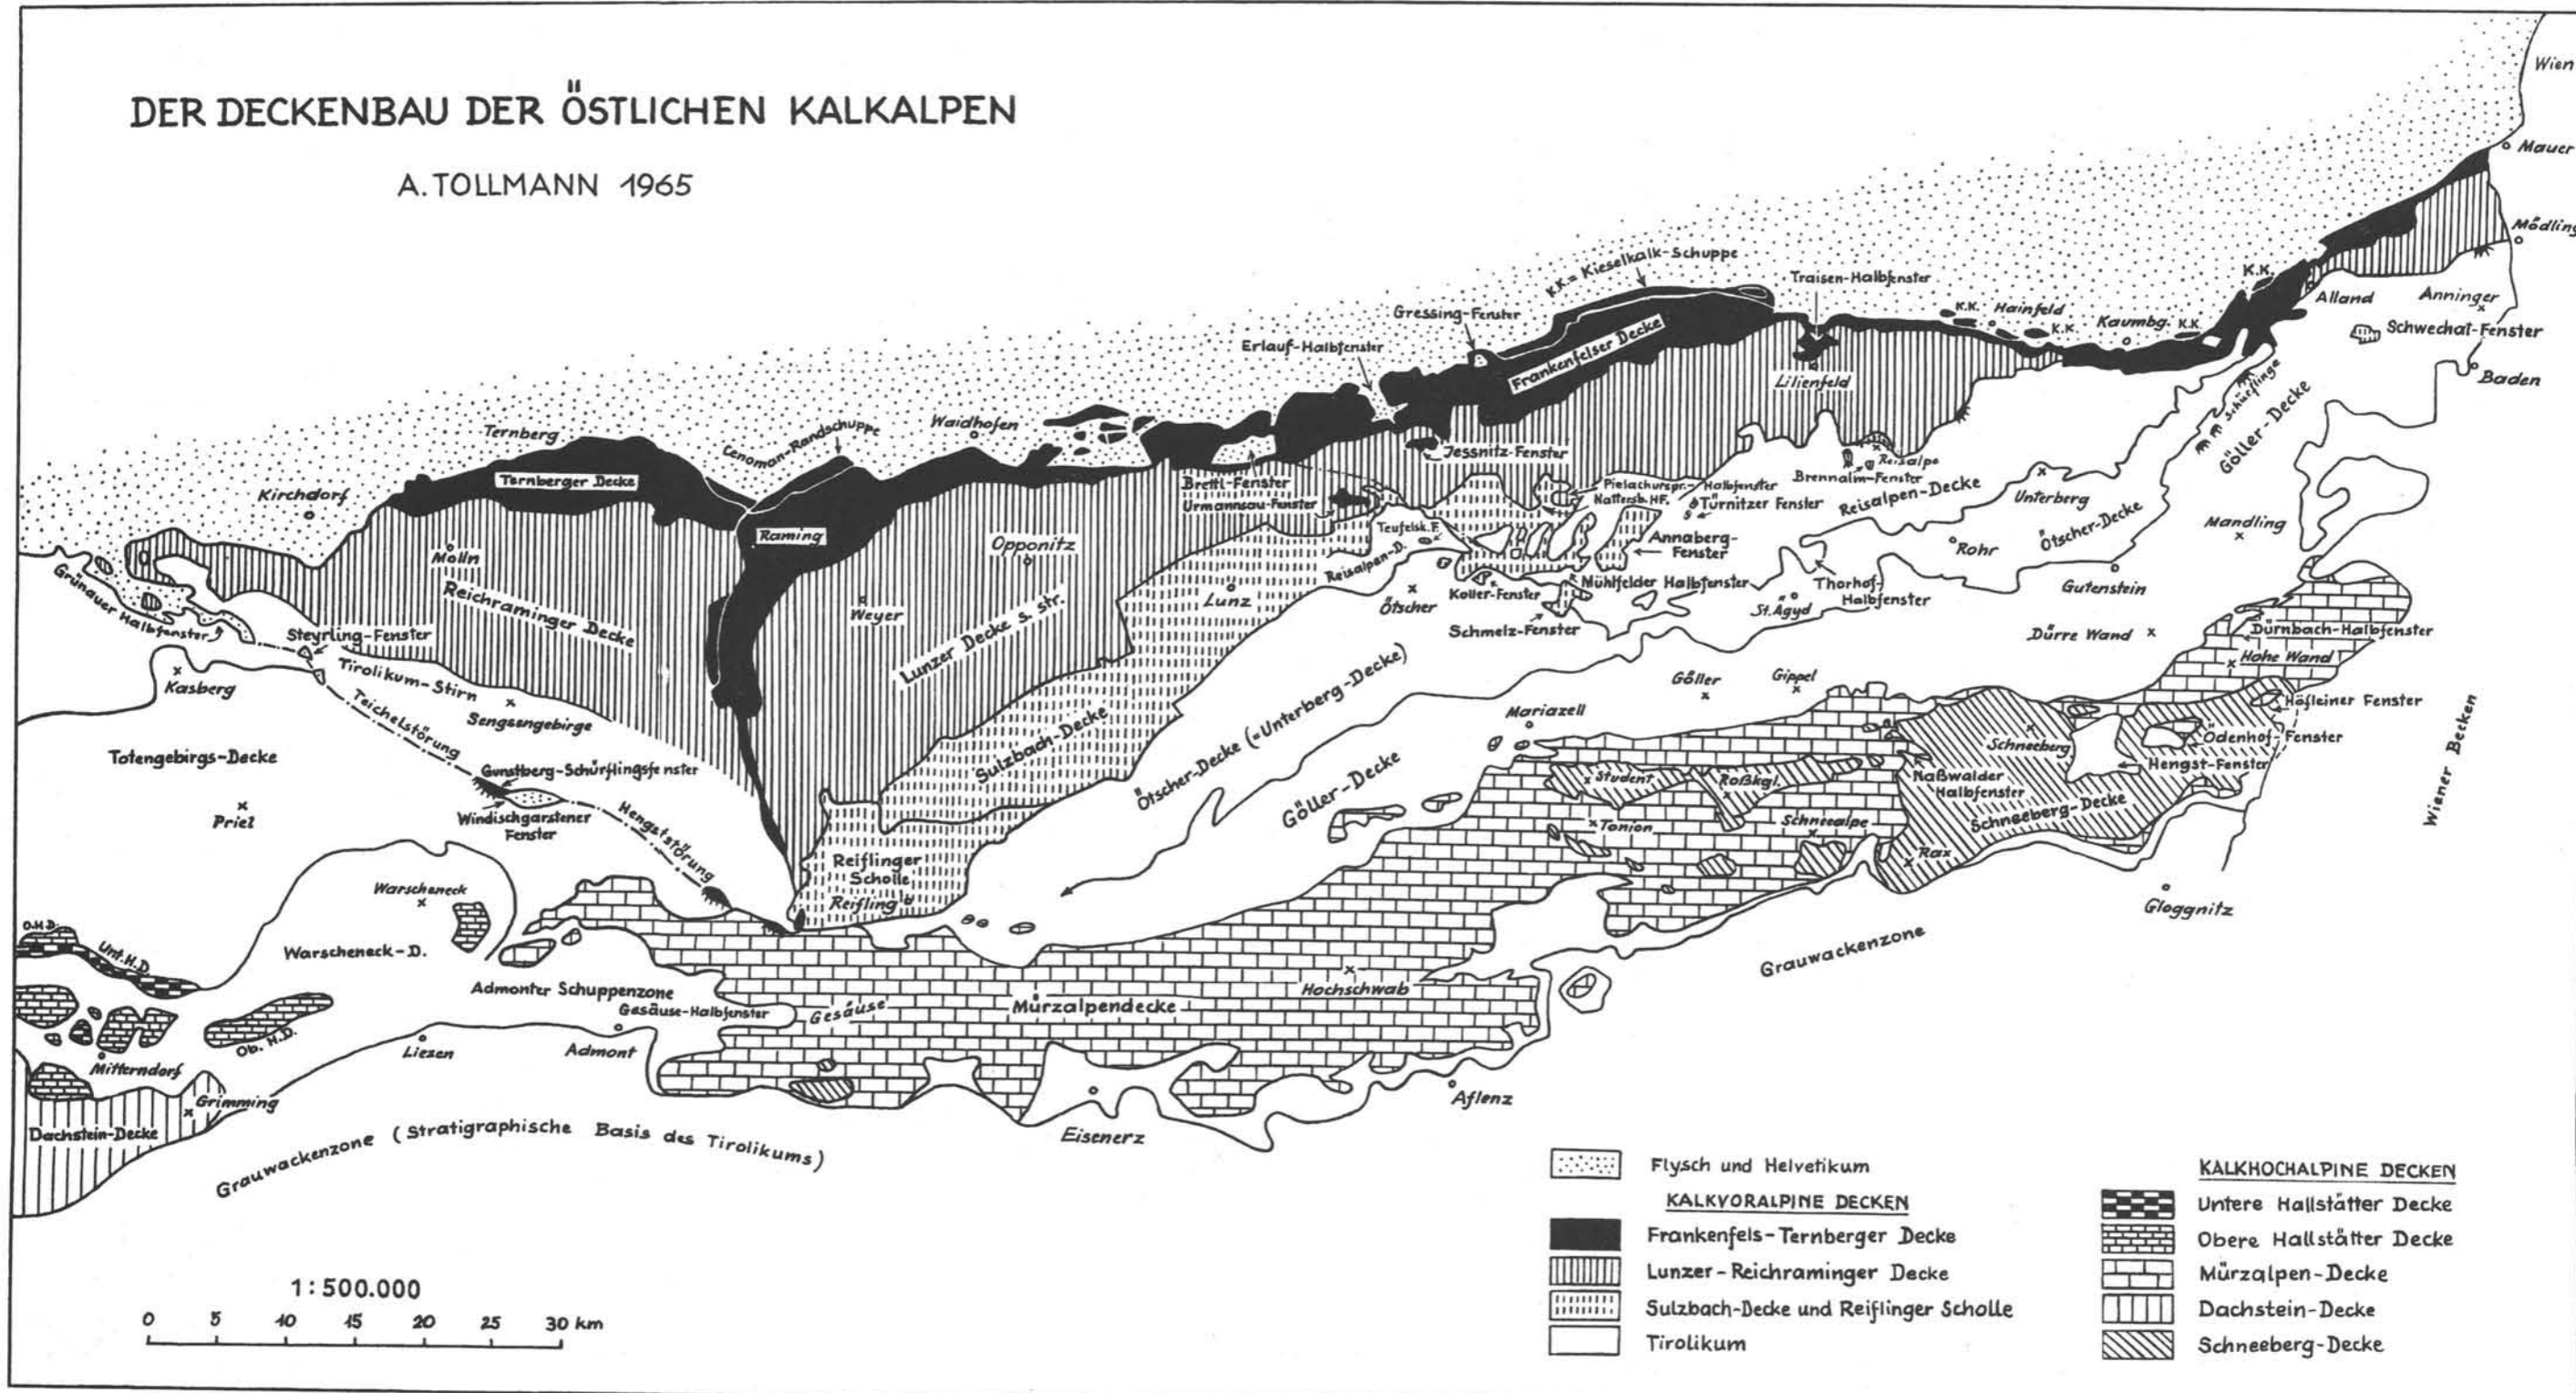 DER DECKENBAU DER ÖSTLICHEN KALKALPEN
A. TOLLMANN 1965
Wien
Mauer
Mödling
K.K. = Kieselkalk-Schuppe
Traisen-Halbfenster
K.K.
Alland
Anninger
Gressing-Fenster
K.K.
Hainfeld
K.K.
Kaumbg.
K.K.
Schwechat-Fenster
Erlauf-Halbfenster
Frankenfelser Decke
Lilienfeld
Baden
Schürflinge
Göller-Decke
Ternberg
Cenoman-Randschuppe
Waidhofen
Jessnitz-Fenster
Reisalpe
Brennalm-Fenster
Ternberger Decke
Brettl-Fenster
Urmannsau-Fenster
Pielachurspr.-Halbfenster
Nattersb. HF.
Türnitzer Fenster
Reisalpen-Decke
Unterberg
Kirchdorf
Raming
Opponitz
Teufelsk. F.
Annaberg-
Fenster
Rohr
Ötscher-Decke
Mandling
Molln
Reisalpen-D.
Grünauer Halbfenster
Reichraminger Decke
Weyer
Lunz
Ötscher
Koller-Fenster
Mühlfelder Halbfenster
Thorhof-
Halbfenster
St. Ägyd
Gutenstein
Steyrling-Fenster
Lunzer Decke s. str.
Schmelz-Fenster
Dürre Wand
Dürnbach-Halbfenster
Hohe Wand
Kasberg
Tirolikum-Stirn
Teichelstörung
Sengsengebirge
Ötscher-Decke (=Unterberg-Decke)
Göller
Gippel
Mariazell
Höfleiner Fenster
Ödenhof-Fenster
Totengebirgs-Decke
Sulzbach-Decke
Schneeberg
Hengst-Fenster
Wiener Becken
Gunstberg-Schürflingsfenster
Göller-Decke
Student
Roßkgl.
Naßwalder
Halbfenster
Priel
Windischgarstener
Fenster
Hengststörung
Tonion
Schneealpe
Schneeberg-Decke
Reiflinger
Scholle
Reifling
Rax
Warscheneck
Gloggnitz
O.H.D.
Unt.H.D.
Warscheneck-D.
Grauwackenzone
Admonter Schuppenzone
Gesäuse-Halbfenster
Gesäuse
Mürzalpendecke
Hochschwab
Ob. H.D.
Liezen
Admont
Mitterndorf
Grimming
Aflenz
Dachstein-Decke
Eisenerz
Grauwackenzone (Stratigraphische Basis des Tirolikums)
Flysch und Helvetikum
KALKVORALPINE DECKEN
Frankenfels-Ternberger Decke
Lunzer-Reichraminger Decke
Sulzbach-Decke und Reiflinger Scholle
Tirolikum
KALKHOCHALPINE DECKEN
Untere Hallstätter Decke
Obere Hallstätter Decke
Mürzalpen-Decke
Dachstein-Decke
Schneeberg-Decke
1:500.000
0 5 10 15 20 25 30 km